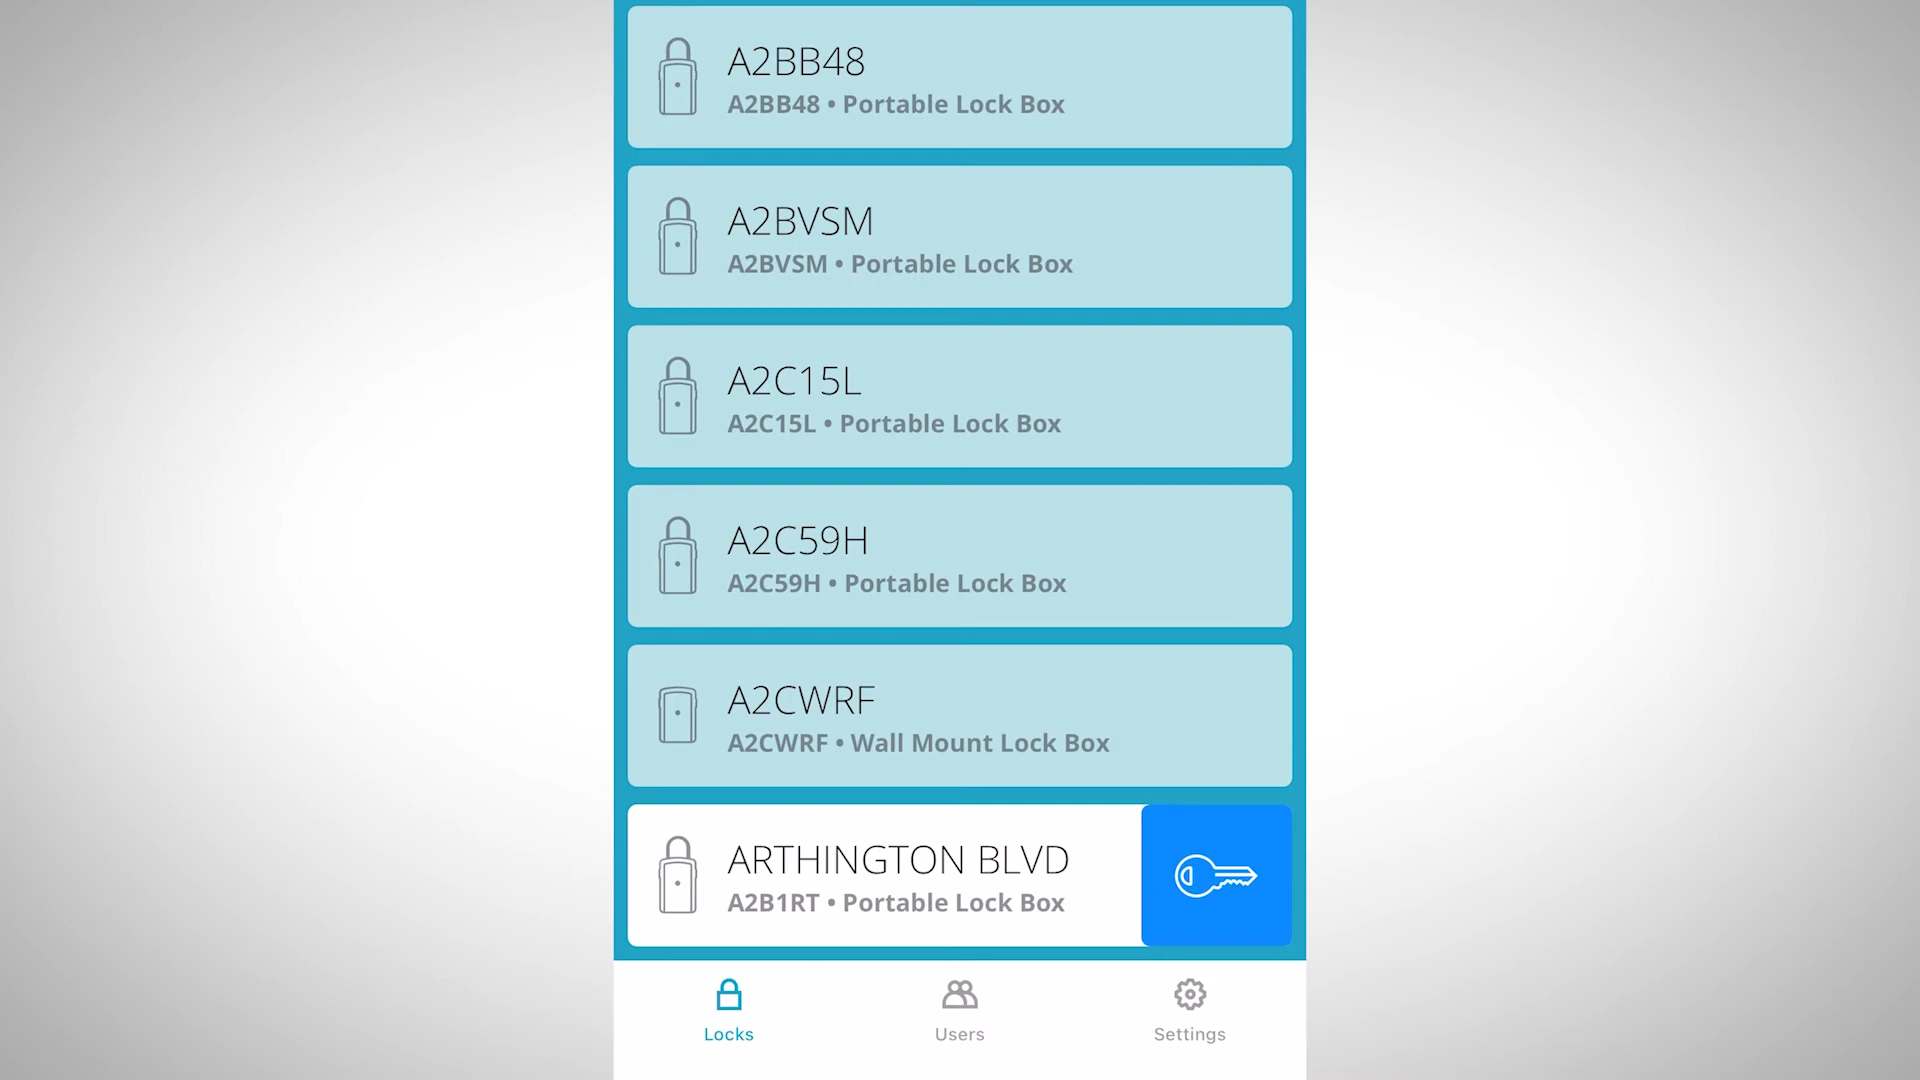 A2BB48
A2BB48 • Portable Lock Box
A2BVSM
A2BVSM • Portable Lock Box
A2C15L
A2C15L • Portable Lock Box
A2C59H
A2C59H • Portable Lock Box
A2CWRF
A2CWRF • Wall Mount Lock Box
ARTHINGTON BLVD
A2B1RT • Portable Lock Box
Locks
Users
Settings